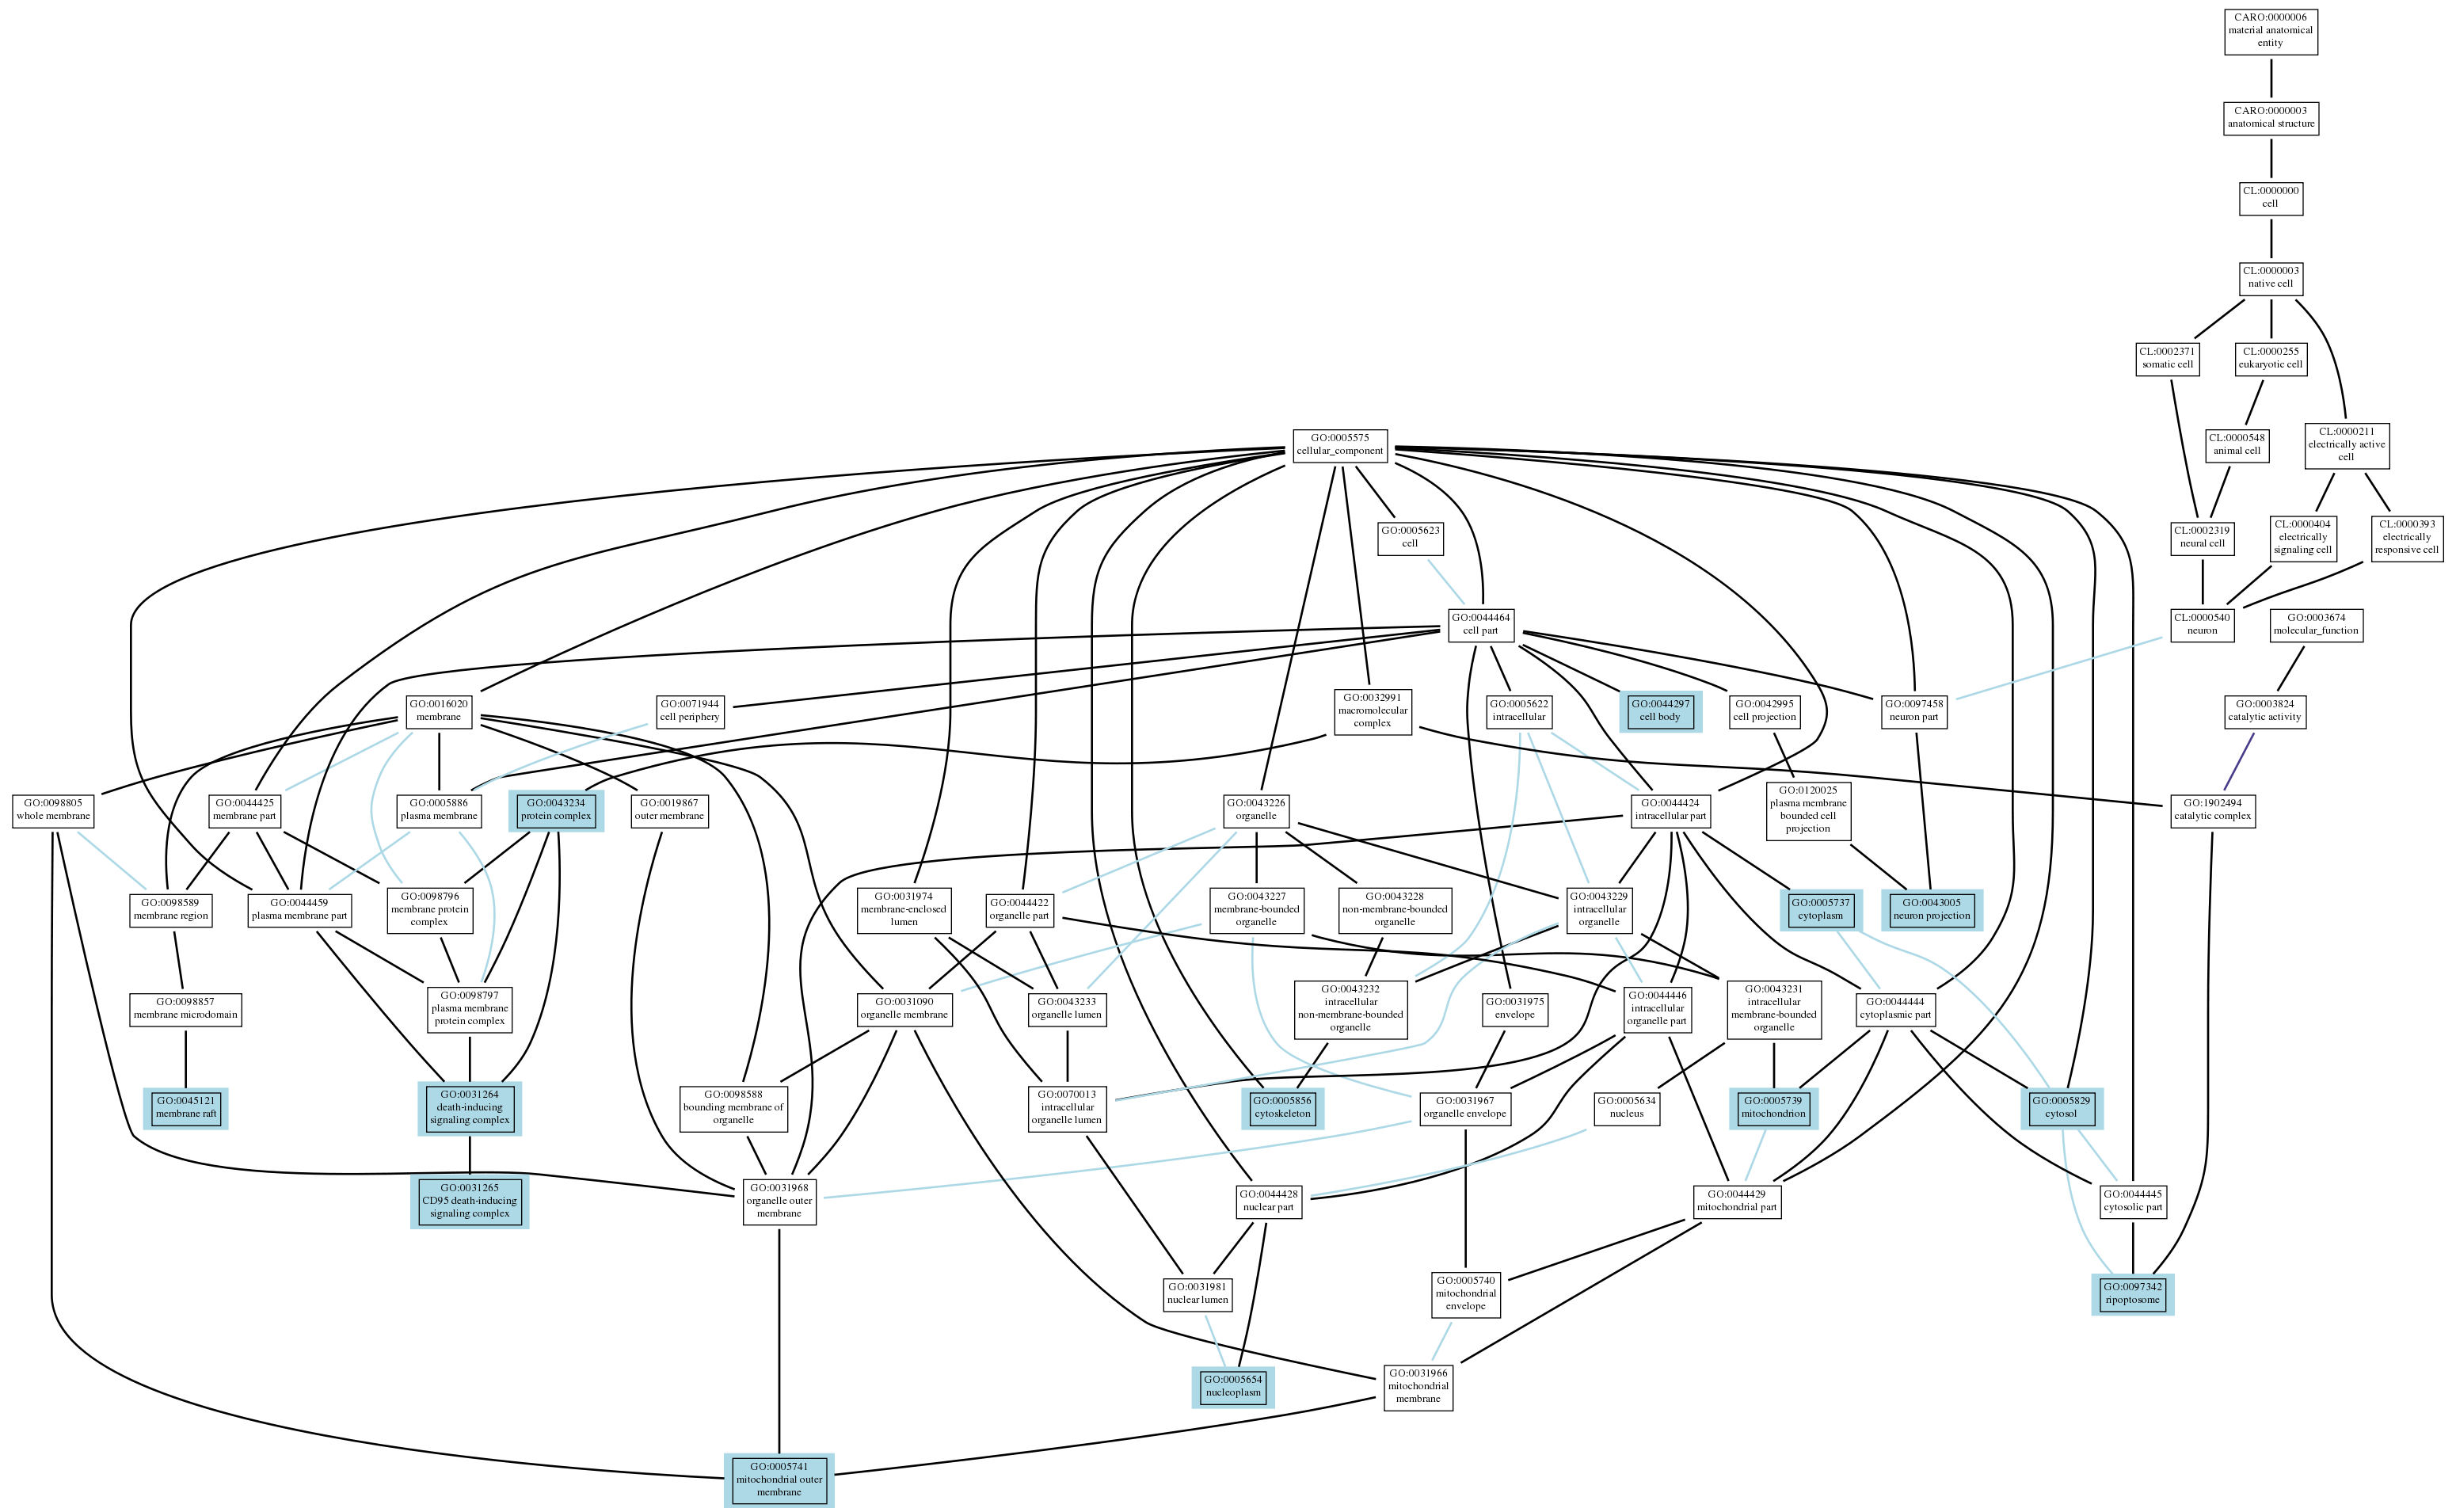 CARO:0000006
material anatomical
entity
CARO:0000003
anatomical structure
CL:0000000
cell
CL:0000003
native cell
CL:0002371
somatic cell
CL:0000255
eukaryotic cell
GO:0005575
cellular_component
CL:0000548
animal cell
CL:0000211
electrically active
cell
GO:0005623
cell
CL:0002319
neural cell
CL:0000404
electrically
signaling cell
CL:0000393
electrically
responsive cell
GO:0044464
cell part
CL:0000540
neuron
GO:0003674
molecular_function
GO:0016020
membrane
GO:0071944
cell periphery
GO:0032991
macromolecular
complex
GO:0005622
intracellular
GO:0044297
cell body
GO:0042995
cell projection
GO:0097458
neuron part
GO:0003824
catalytic activity
GO:0098805
whole membrane
GO:0044425
membrane part
GO:0005886
plasma membrane
GO:0043234
protein complex
GO:0019867
outer membrane
GO:0043226
organelle
GO:0044424
intracellular part
GO:0120025
plasma membrane
bounded cell
projection
GO:1902494
catalytic complex
GO:0098589
membrane region
GO:0044459
plasma membrane part
GO:0098796
membrane protein
complex
GO:0031974
membrane-enclosed
lumen
GO:0044422
organelle part
GO:0043227
membrane-bounded
organelle
GO:0043228
non-membrane-bounded
organelle
GO:0043229
intracellular
organelle
GO:0005737
cytoplasm
GO:0043005
neuron projection
GO:0098857
membrane microdomain
GO:0098797
plasma membrane
protein complex
GO:0031090
organelle membrane
GO:0043233
organelle lumen
GO:0043232
intracellular
non-membrane-bounded
organelle
GO:0031975
envelope
GO:0044446
intracellular
organelle part
GO:0043231
intracellular
membrane-bounded
organelle
GO:0044444
cytoplasmic part
GO:0045121
membrane raft
GO:0031264
death-inducing
signaling complex
GO:0098588
bounding membrane of
organelle
GO:0070013
intracellular
organelle lumen
GO:0005856
cytoskeleton
GO:0031967
organelle envelope
GO:0005634
nucleus
GO:0005739
mitochondrion
GO:0005829
cytosol
GO:0031265
CD95 death-inducing
signaling complex
GO:0031968
organelle outer
membrane
GO:0044428
nuclear part
GO:0044429
mitochondrial part
GO:0044445
cytosolic part
GO:0031981
nuclear lumen
GO:0005740
mitochondrial
envelope
GO:0097342
ripoptosome
GO:0005654
nucleoplasm
GO:0031966
mitochondrial
membrane
GO:0005741
mitochondrial outer
membrane